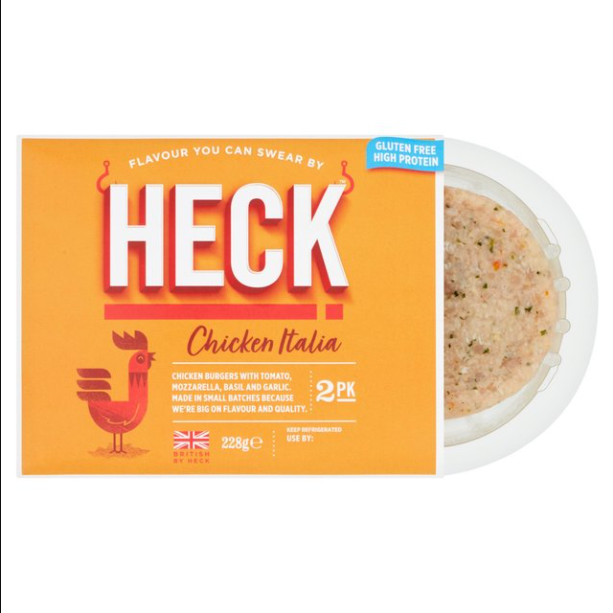 FLAVOUR YOU CAN SWEAR BY
GLUTEN FREE
HIGH PROTEIN
HECK
Chicken Italia
CHICKEN BURGERS WITH TOMATO,
MOZZARELLA, BASIL AND GARLIC.
MADE IN SMALL BATCHES BECAUSE
WE'RE BIG ON FLAVOUR AND QUALITY.
2PK
BRITISH
BY HECK
228g℮
KEEP REFRIGERATED
USE BY: